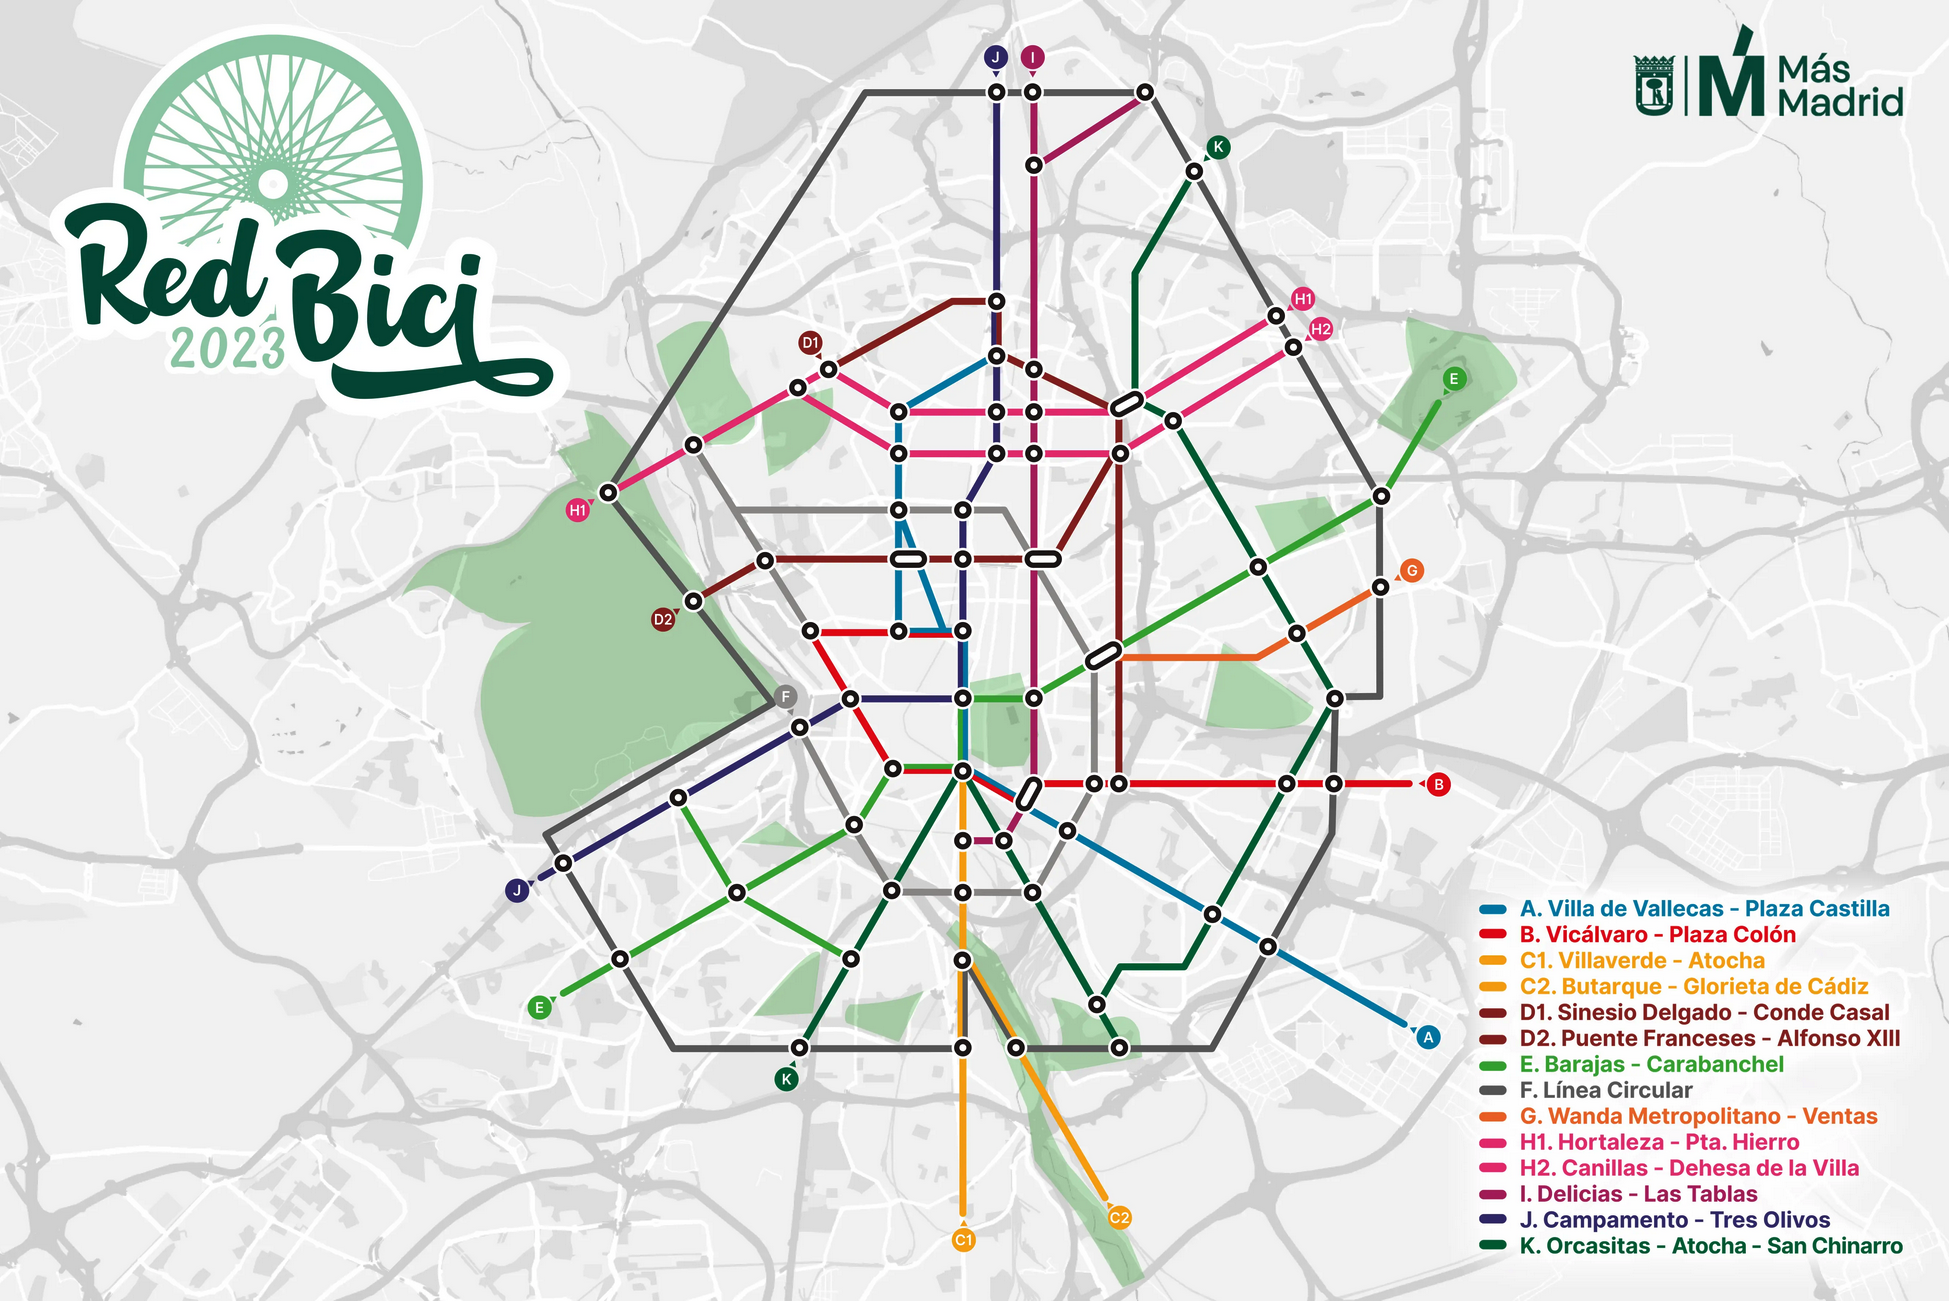 Red Bici
2023
Más
Madrid
J
I
K
H1
H2
D1
E
H1
G
D2
F
B
J
E
A
K
C2
C1
A. Villa de Vallecas - Plaza Castilla
B. Vicálvaro - Plaza Colón
C1. Villaverde - Atocha
C2. Butarque - Glorieta de Cádiz
D1. Sinesio Delgado - Conde Casal
D2. Puente Franceses - Alfonso XIII
E. Barajas - Carabanchel
F. Línea Circular
G. Wanda Metropolitano - Ventas
H1. Hortaleza - Pta. Hierro
H2. Canillas - Dehesa de la Villa
I. Delicias - Las Tablas
J. Campamento - Tres Olivos
K. Orcasitas - Atocha - San Chinarro